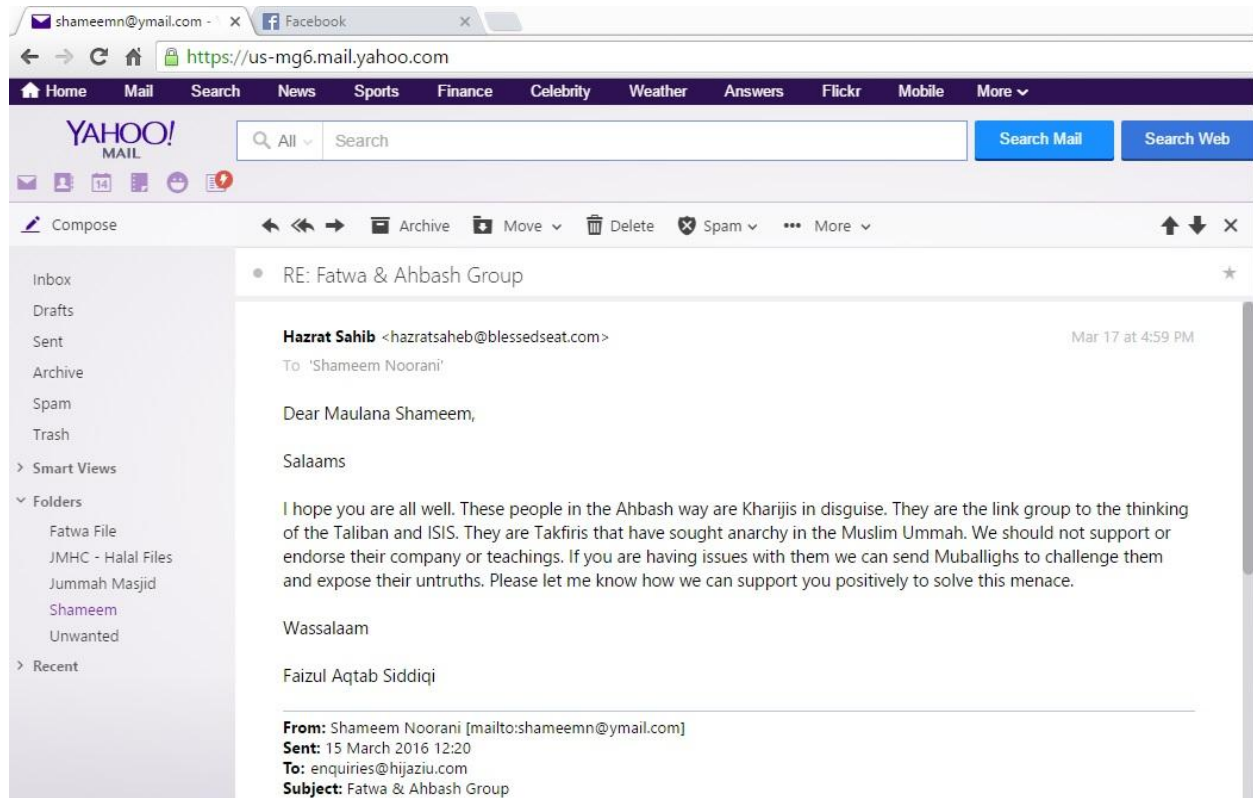 shameemn@ymail.com -
Facebook
https://us-mg6.mail.yahoo.com
Home Mail Search News Sports Finance Celebrity Weather Answers Flickr Mobile More
YAHOO!
MAIL
All Search Search Mail Search Web
14
Compose
Archive Move Delete Spam ••• More
Inbox
Drafts
Sent
Archive
Spam
Trash
Smart Views
Folders
Fatwa File
JMHC - Halal Files
Jummah Masjid
Shameem
Unwanted
Recent
RE: Fatwa & Ahbash Group
Hazrat Sahib <hazratsaheb@blessedseat.com> Mar 17 at 4:59 PM
To 'Shameem Noorani'
Dear Maulana Shameem,
Salaams
I hope you are all well. These people in the Ahbash way are Kharijis in disguise. They are the link group to the thinking
of the Taliban and ISIS. They are Takfiris that have sought anarchy in the Muslim Ummah. We should not support or
endorse their company or teachings. If you are having issues with them we can send Muballighs to challenge them
and expose their untruths. Please let me know how we can support you positively to solve this menace.
Wassalaam
Faizul Aqtab Siddiqi
From: Shameem Noorani [mailto:shameemn@ymail.com]
Sent: 15 March 2016 12:20
To: enquiries@hijaziu.com
Subject: Fatwa & Ahbash Group